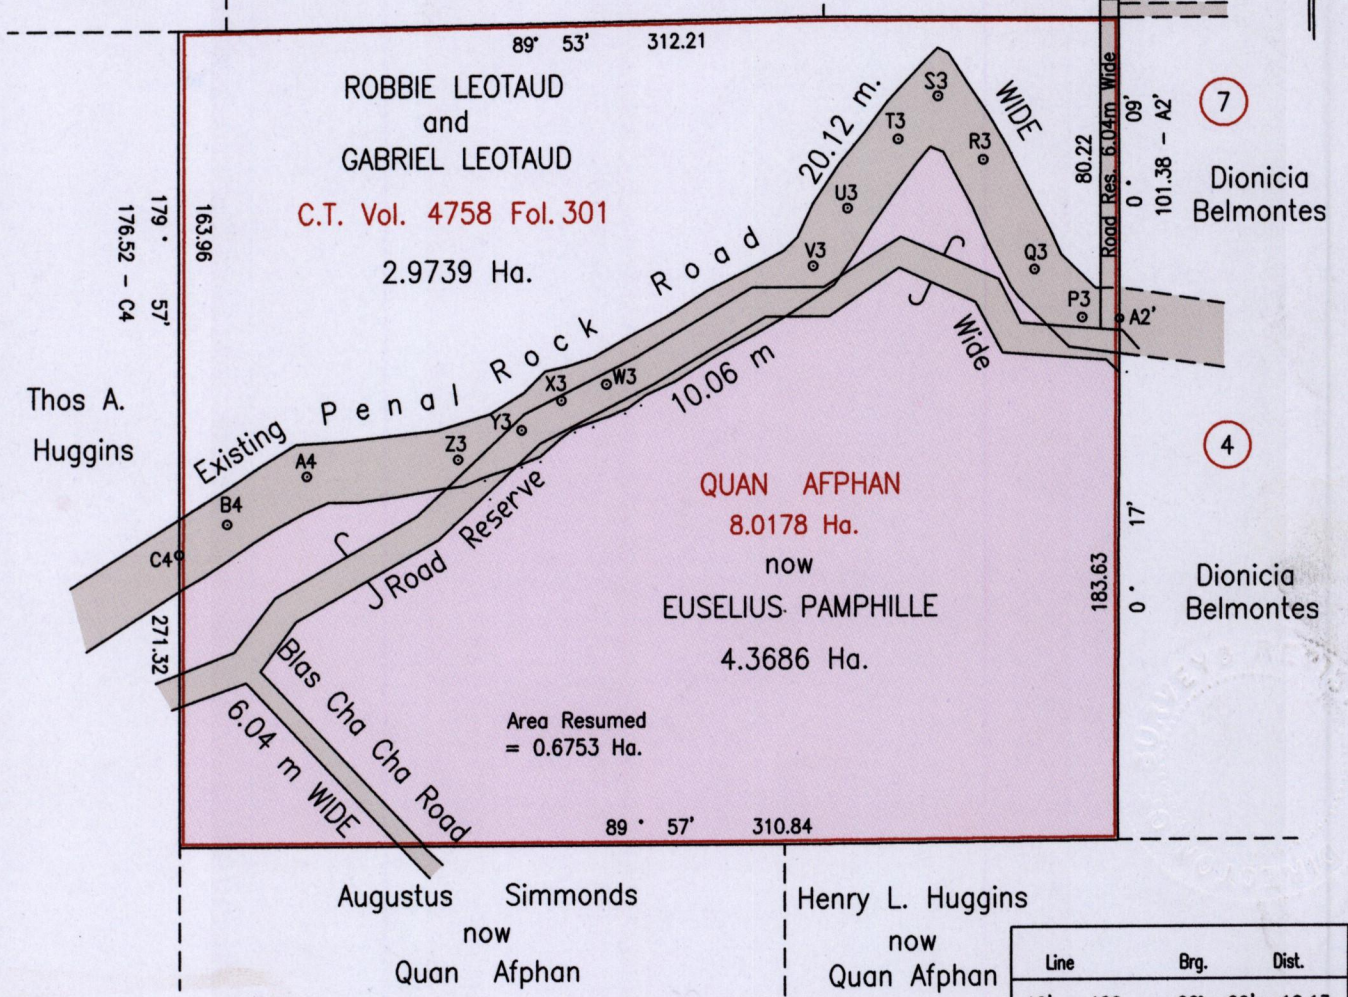 89° 53' 312.21
ROBBIE LEOTAUD
and
GABRIEL LEOTAUD
C.T. Vol. 4758 Fol. 301
2.9739 Ha.
20.12 m.
WIDE
S3
T3
R3
U3
V3
Q3
P3
A2'
80.22
Road Res. 6.04m Wide
0° 09'
101.38 - A2'
7
Dionicia
Belmontes
163.96
179° 57'
176.52 - C4
Thos A.
Huggins
Existing Penal Rock Road
X3
W3
Y3
Z3
A4
B4
C4
10.06 m
Wide
Road Reserve
271.32
QUAN AFPHAN
8.0178 Ha.
now
EUSELIUS PAMPHILLE
4.3686 Ha.
4
Dionicia
Belmontes
183.63
0° 17'
Blas Cha Cha Road
6.04 m WIDE
Area Resumed
= 0.6753 Ha.
89° 57' 310.84
Augustus Simmonds
now
Quan Afphan
Henry L. Huggins
now
Quan Afphan
Line Brg. Dist.